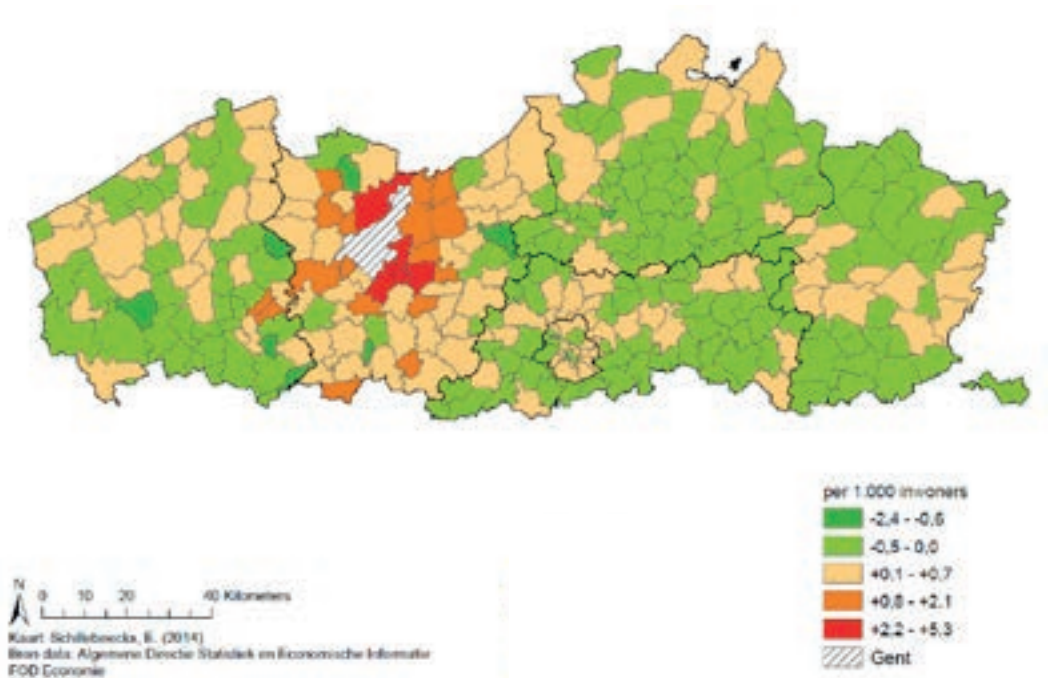 per 1.000 inwoners
-2,4 - -0,6
-0,5 - 0,0
+0,1 - +0,7
+0,8 - +2,1
+2,2 - +5,3
Gent
N
0 10 20 40 Kilometers
Kaart: Schillebeeckx, E. (2014)
Bron data: Algemene Directie Statistiek en Economische Informatie
FOD Economie